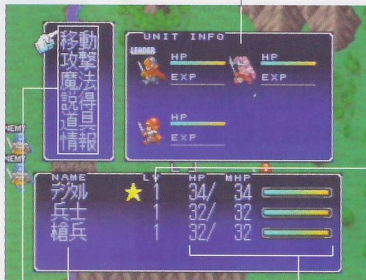 移動
攻撃
魔法
説得
道具
情報
UNIT INFO
LEADER
HP
EXP
HP
EXP
HP
EXP
ENEMY
ENEMY
NAME LV HP MHP
デタル ★ 1 34/ 34
兵士 1 32/ 32
槍兵 1 32/ 32